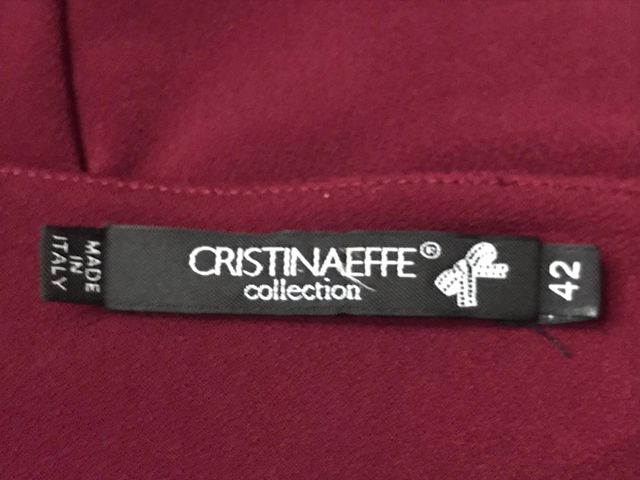 MADE
IN
ITALY
CRISTINAEFFE®
collection
42